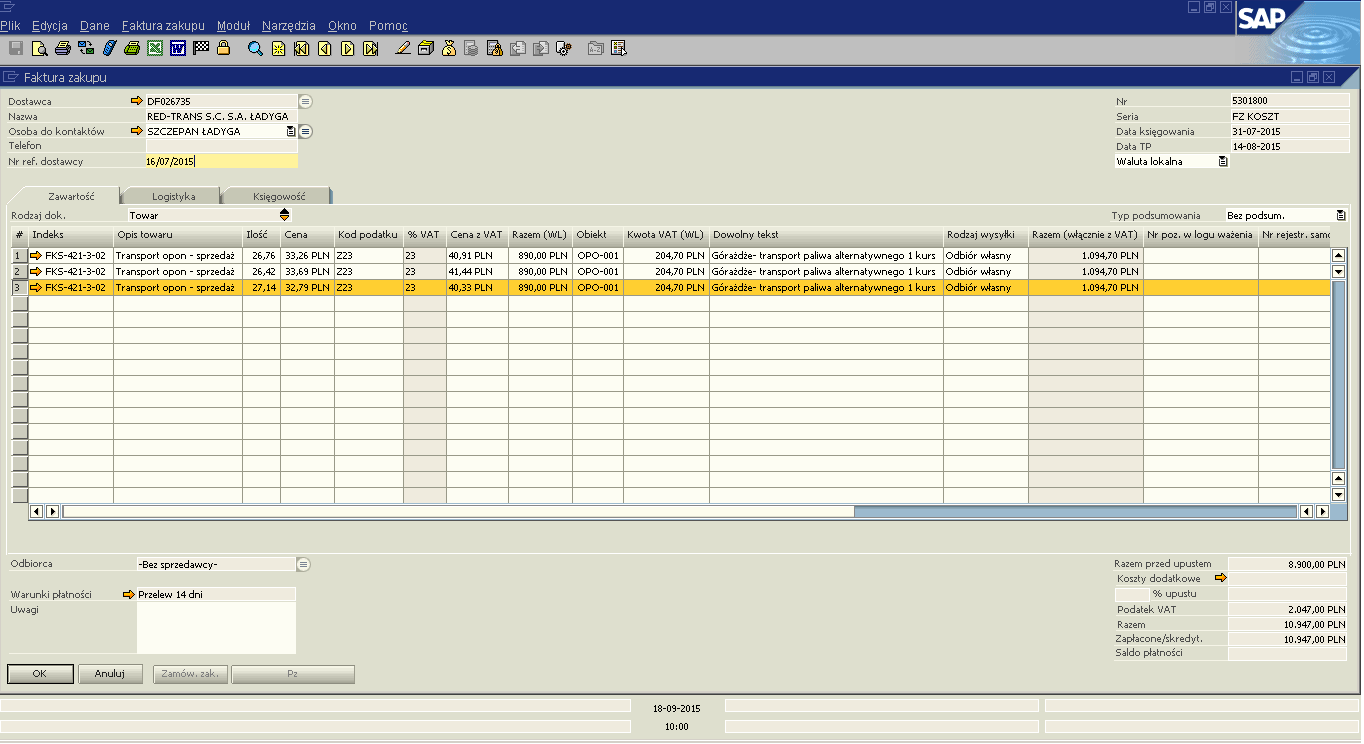 Plik Edycja Dane Faktura zakupu Moduł Narzędzia Okno Pomoc
SAP
Faktura zakupu
Dostawca DF026735 Nr 5301800
Nazwa RED-TRANS S.C. S.A. ŁADYGA Seria FZ KOSZT
Osoba do kontaktów SZCZEPAN ŁADYGA Data księgowania 31-07-2015
Telefon Data TP 14-08-2015
Nr ref. dostawcy 16/07/2015 Waluta lokalna
Zawartość Logistyka Księgowość
Rodzaj dok. Towar Typ podsumowania Bez podsum.
# Indeks Opis towaru Ilość Cena Kod podatku % VAT Cena z VAT Razem (WL) Obiekt Kwota VAT (WL) Dowolny tekst Rodzaj wysyłki Razem (włącznie z VAT) Nr poz. w logu ważenia Nr rejestr. samo
1 FKS-421-3-02 Transport opon - sprzedaż 26,76 33,26 PLN Z23 23 40,91 PLN 890,00 PLN OPO-001 204,70 PLN Górażdże- transport paliwa alternatywnego 1 kurs Odbiór własny 1.094,70 PLN
2 FKS-421-3-02 Transport opon - sprzedaż 26,42 33,69 PLN Z23 23 41,44 PLN 890,00 PLN OPO-001 204,70 PLN Górażdże- transport paliwa alternatywnego 1 kurs Odbiór własny 1.094,70 PLN
3 FKS-421-3-02 Transport opon - sprzedaż 27,14 32,79 PLN Z23 23 40,33 PLN 890,00 PLN OPO-001 204,70 PLN Górażdże- transport paliwa alternatywnego 1 kurs Odbiór własny 1.094,70 PLN
Odbiorca -Bez sprzedawcy- Razem przed upustem 8.900,00 PLN
Koszty dodatkowe
Warunki płatności Przelew 14 dni % upustu
Uwagi Podatek VAT 2.047,00 PLN
Razem 10.947,00 PLN
Zapłacone/skredyt. 10.947,00 PLN
Saldo płatności
OK Anuluj Zamów. zak. Pz
18-09-2015
10:00